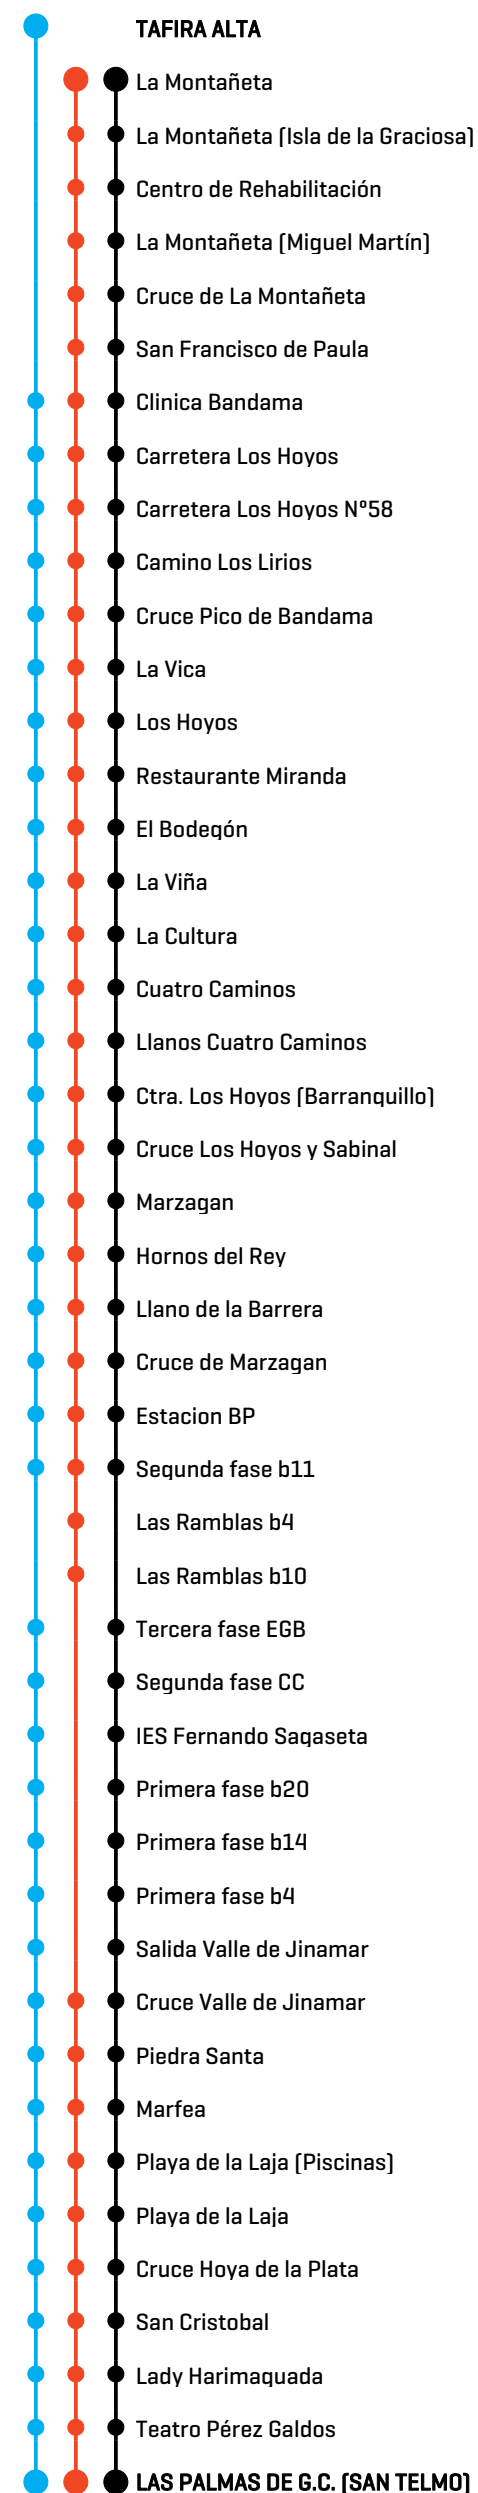 TAFIRA ALTA
La Montañeta
La Montañeta (Isla de la Graciosa)
Centro de Rehabilitación
La Montañeta (Miguel Martín)
Cruce de La Montañeta
San Francisco de Paula
Clinica Bandama
Carretera Los Hoyos
Carretera Los Hoyos Nº58
Camino Los Lirios
Cruce Pico de Bandama
La Vica
Los Hoyos
Restaurante Miranda
El Bodegón
La Viña
La Cultura
Cuatro Caminos
Llanos Cuatro Caminos
Ctra. Los Hoyos (Barranquillo)
Cruce Los Hoyos y Sabinal
Marzagan
Hornos del Rey
Llano de la Barrera
Cruce de Marzagan
Estacion BP
Segunda fase b11
Las Ramblas b4
Las Ramblas b10
Tercera fase EGB
Segunda fase CC
IES Fernando Sagaseta
Primera fase b20
Primera fase b14
Primera fase b4
Salida Valle de Jinamar
Cruce Valle de Jinamar
Piedra Santa
Marfea
Playa de la Laja (Piscinas)
Playa de la Laja
Cruce Hoya de la Plata
San Cristobal
Lady Harimaguada
Teatro Pérez Galdos
LAS PALMAS DE G.C. (SAN TELMO)